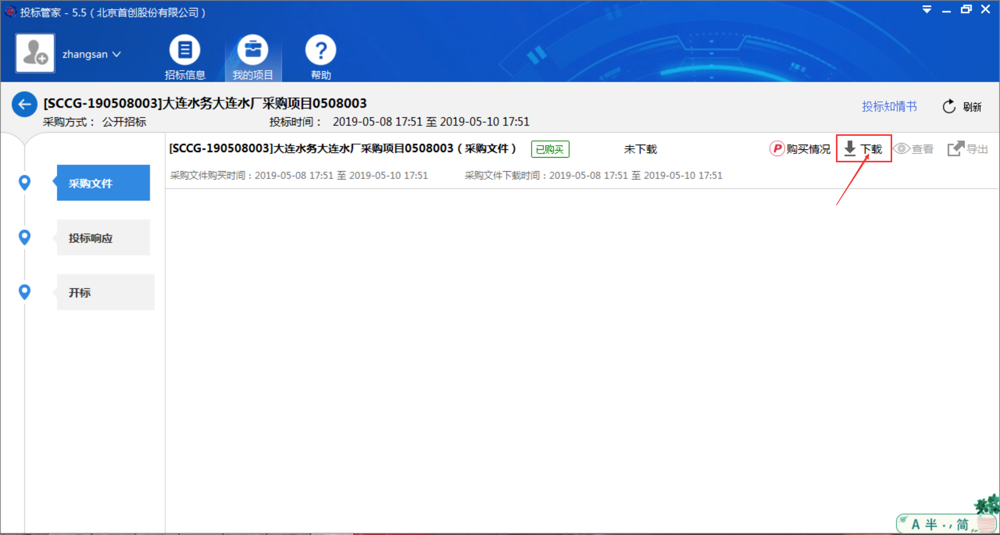 投标管家 - 5.5（北京首创股份有限公司）
zhangsan
招标信息
我的项目
帮助
[SCCG-190508003]大连水务大连水厂采购项目0508003
采购方式： 公开招标
投标时间： 2019-05-08 17:51 至 2019-05-10 17:51
投标知情书
刷新
[SCCG-190508003]大连水务大连水厂采购项目0508003（采购文件）
已购买
未下载
购买情况
下载
查看
导出
采购文件购买时间：2019-05-08 17:51 至 2019-05-10 17:51
采购文件下载时间：2019-05-08 17:51 至 2019-05-10 17:51
采购文件
投标响应
开标
A 半 ·, 简